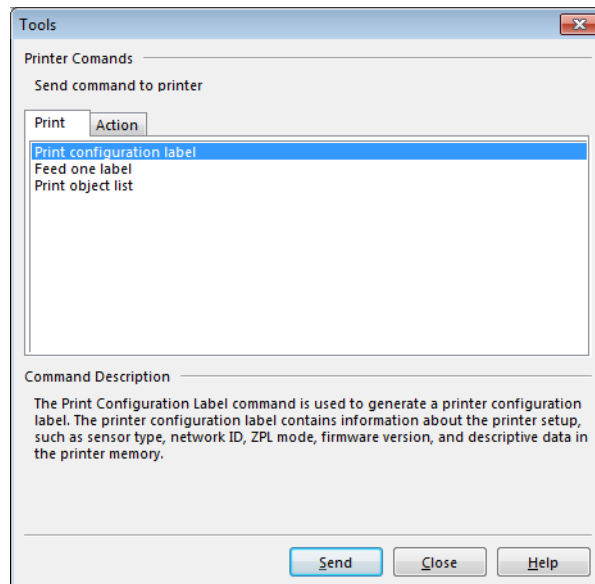 Tools
Printer Comands
Send command to printer
Print
Action
Print configuration label
Feed one label
Print object list
Command Description
The Print Configuration Label command is used to generate a printer configuration
label. The printer configuration label contains information about the printer setup,
such as sensor type, network ID, ZPL mode, firmware version, and descriptive data in
the printer memory.
Send
Close
Help